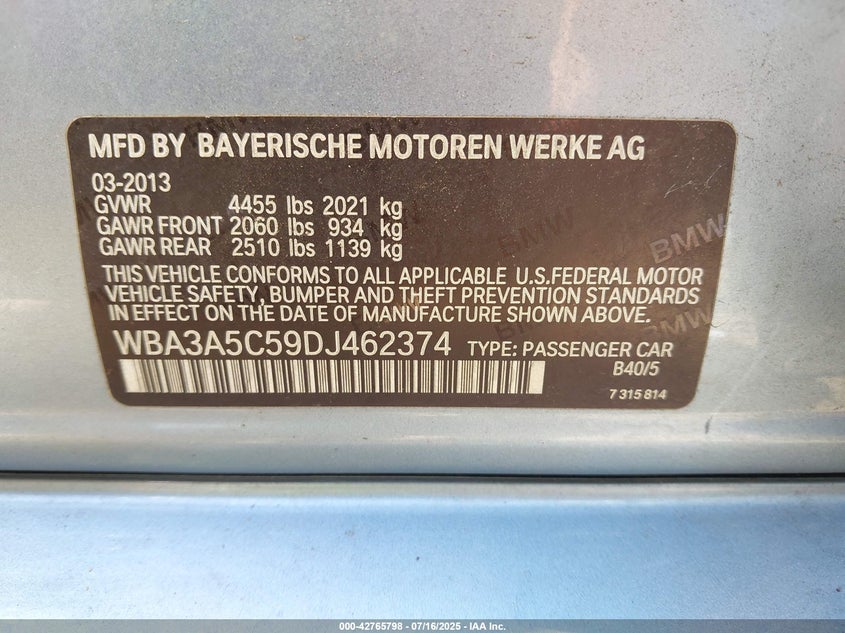 MFD BY BAYERISCHE MOTOREN WERKE AG
03-2013
GVWR 4455 lbs 2021 kg
GAWR FRONT 2060 lbs 934 kg
GAWR REAR 2510 lbs 1139 kg
THIS VEHICLE CONFORMS TO ALL APPLICABLE U.S.FEDERAL MOTOR
VEHICLE SAFETY, BUMPER AND THEFT PREVENTION STANDARDS
IN EFFECT ON THE DATE OF MANUFACTURE SHOWN ABOVE.
WBA3A5C59DJ462374 TYPE: PASSENGER CAR
B40/5
7 315 814
BMW
BMW
000-42765798 - 07/16/2025 - IAA Inc.